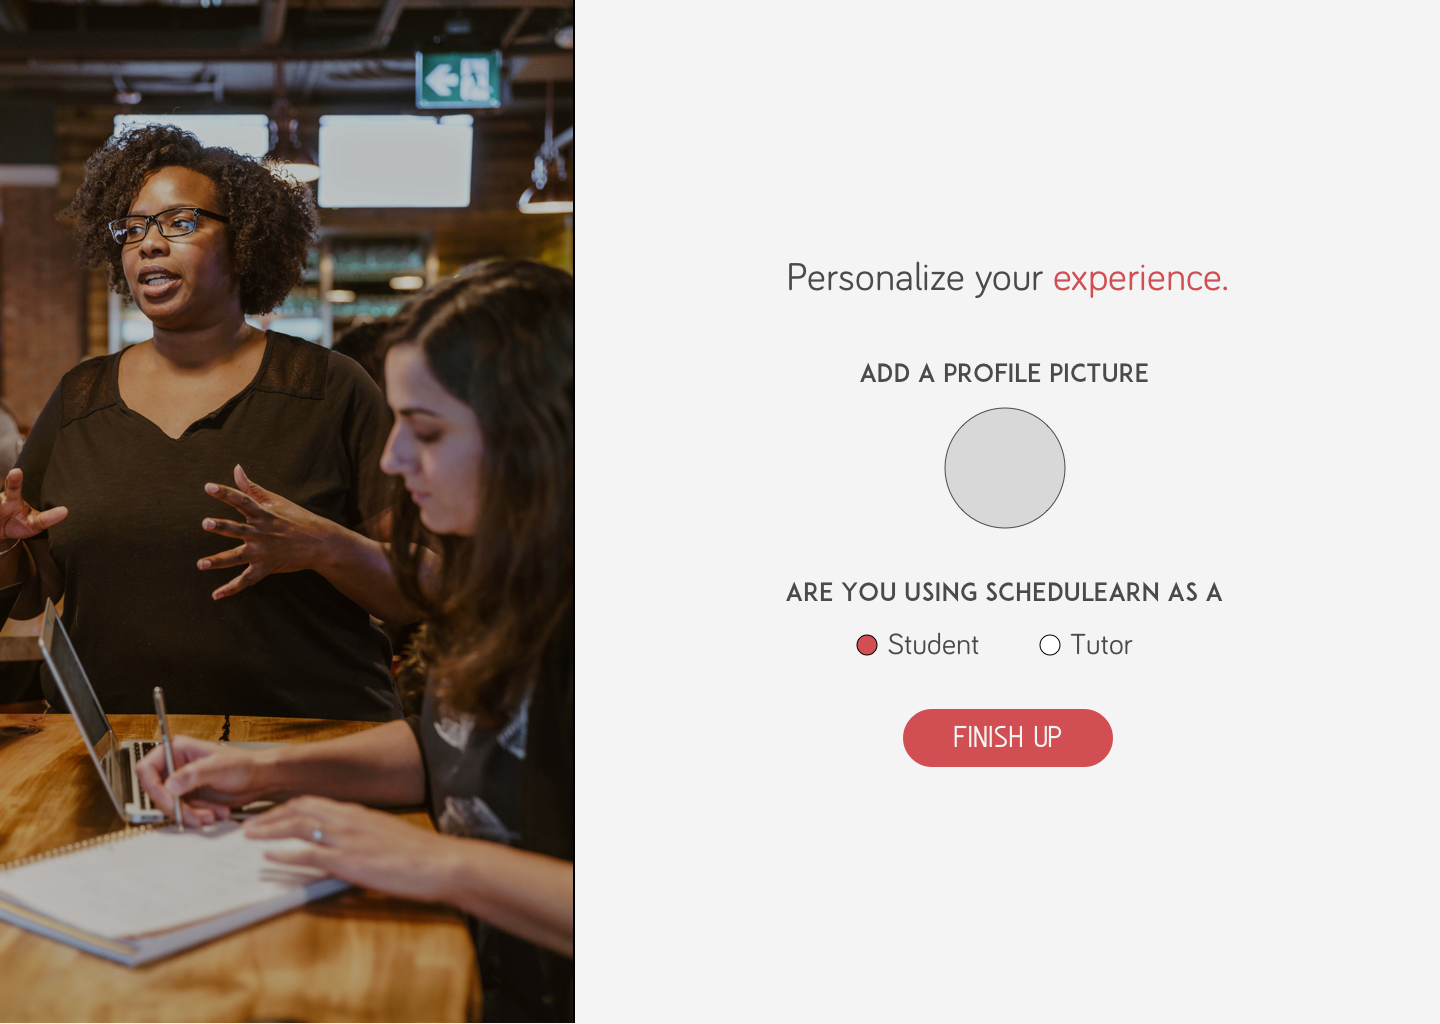 Personalize your experience.
ADD A PROFILE PICTURE
ARE YOU USING SCHEDULEARN AS A
Student Tutor
FINISH UP